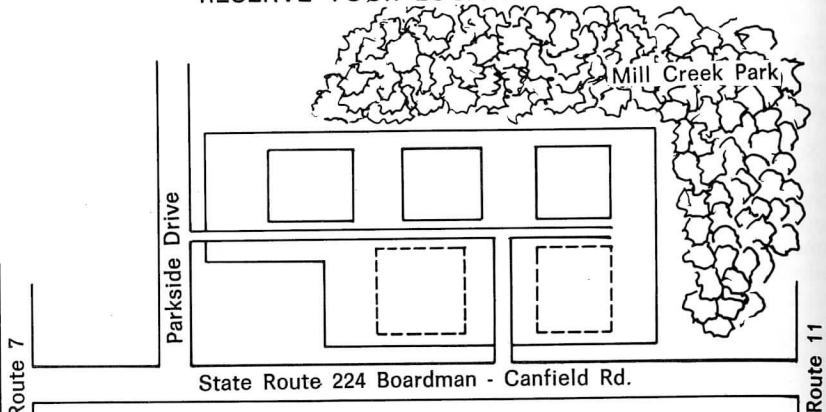 Mill Creek Park
Parkside Drive
State Route 224 Boardman - Canfield Rd.
Route 7
Route 11